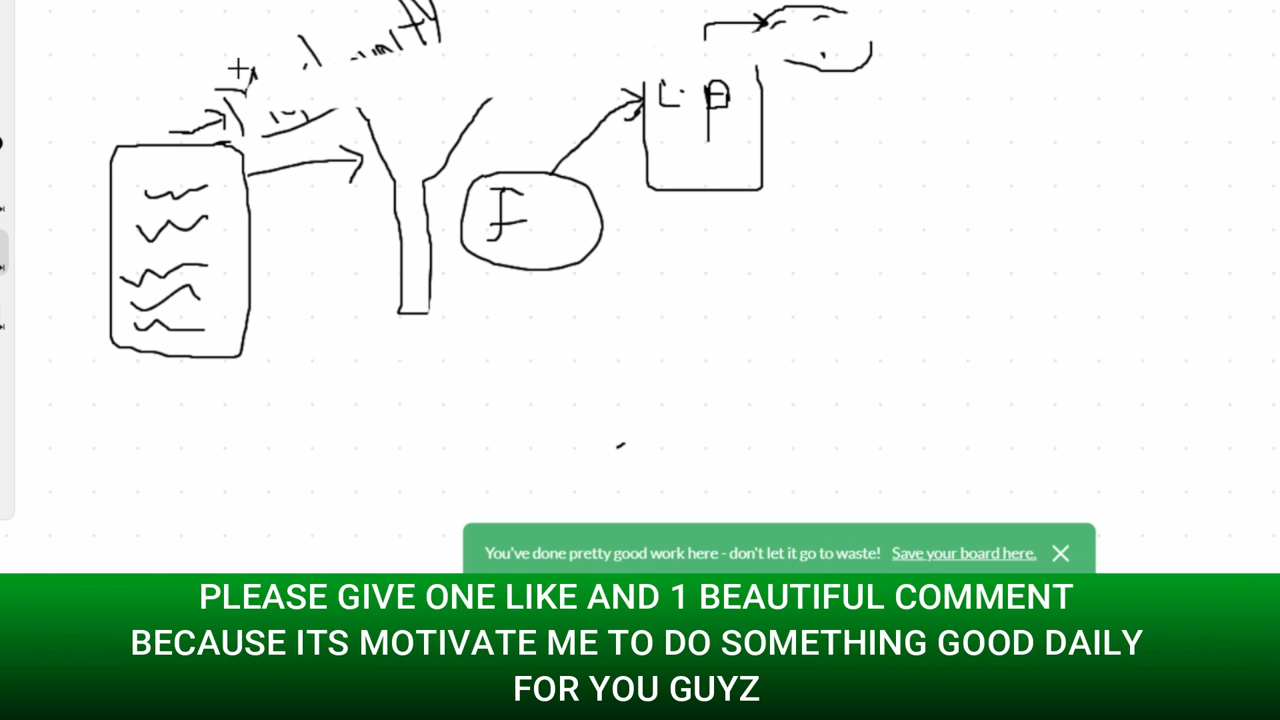 L. P
I
You've done pretty good work here - don't let it go to waste! Save your board here.
PLEASE GIVE ONE LIKE AND 1 BEAUTIFUL COMMENT
BECAUSE ITS MOTIVATE ME TO DO SOMETHING GOOD DAILY
FOR YOU GUYZ